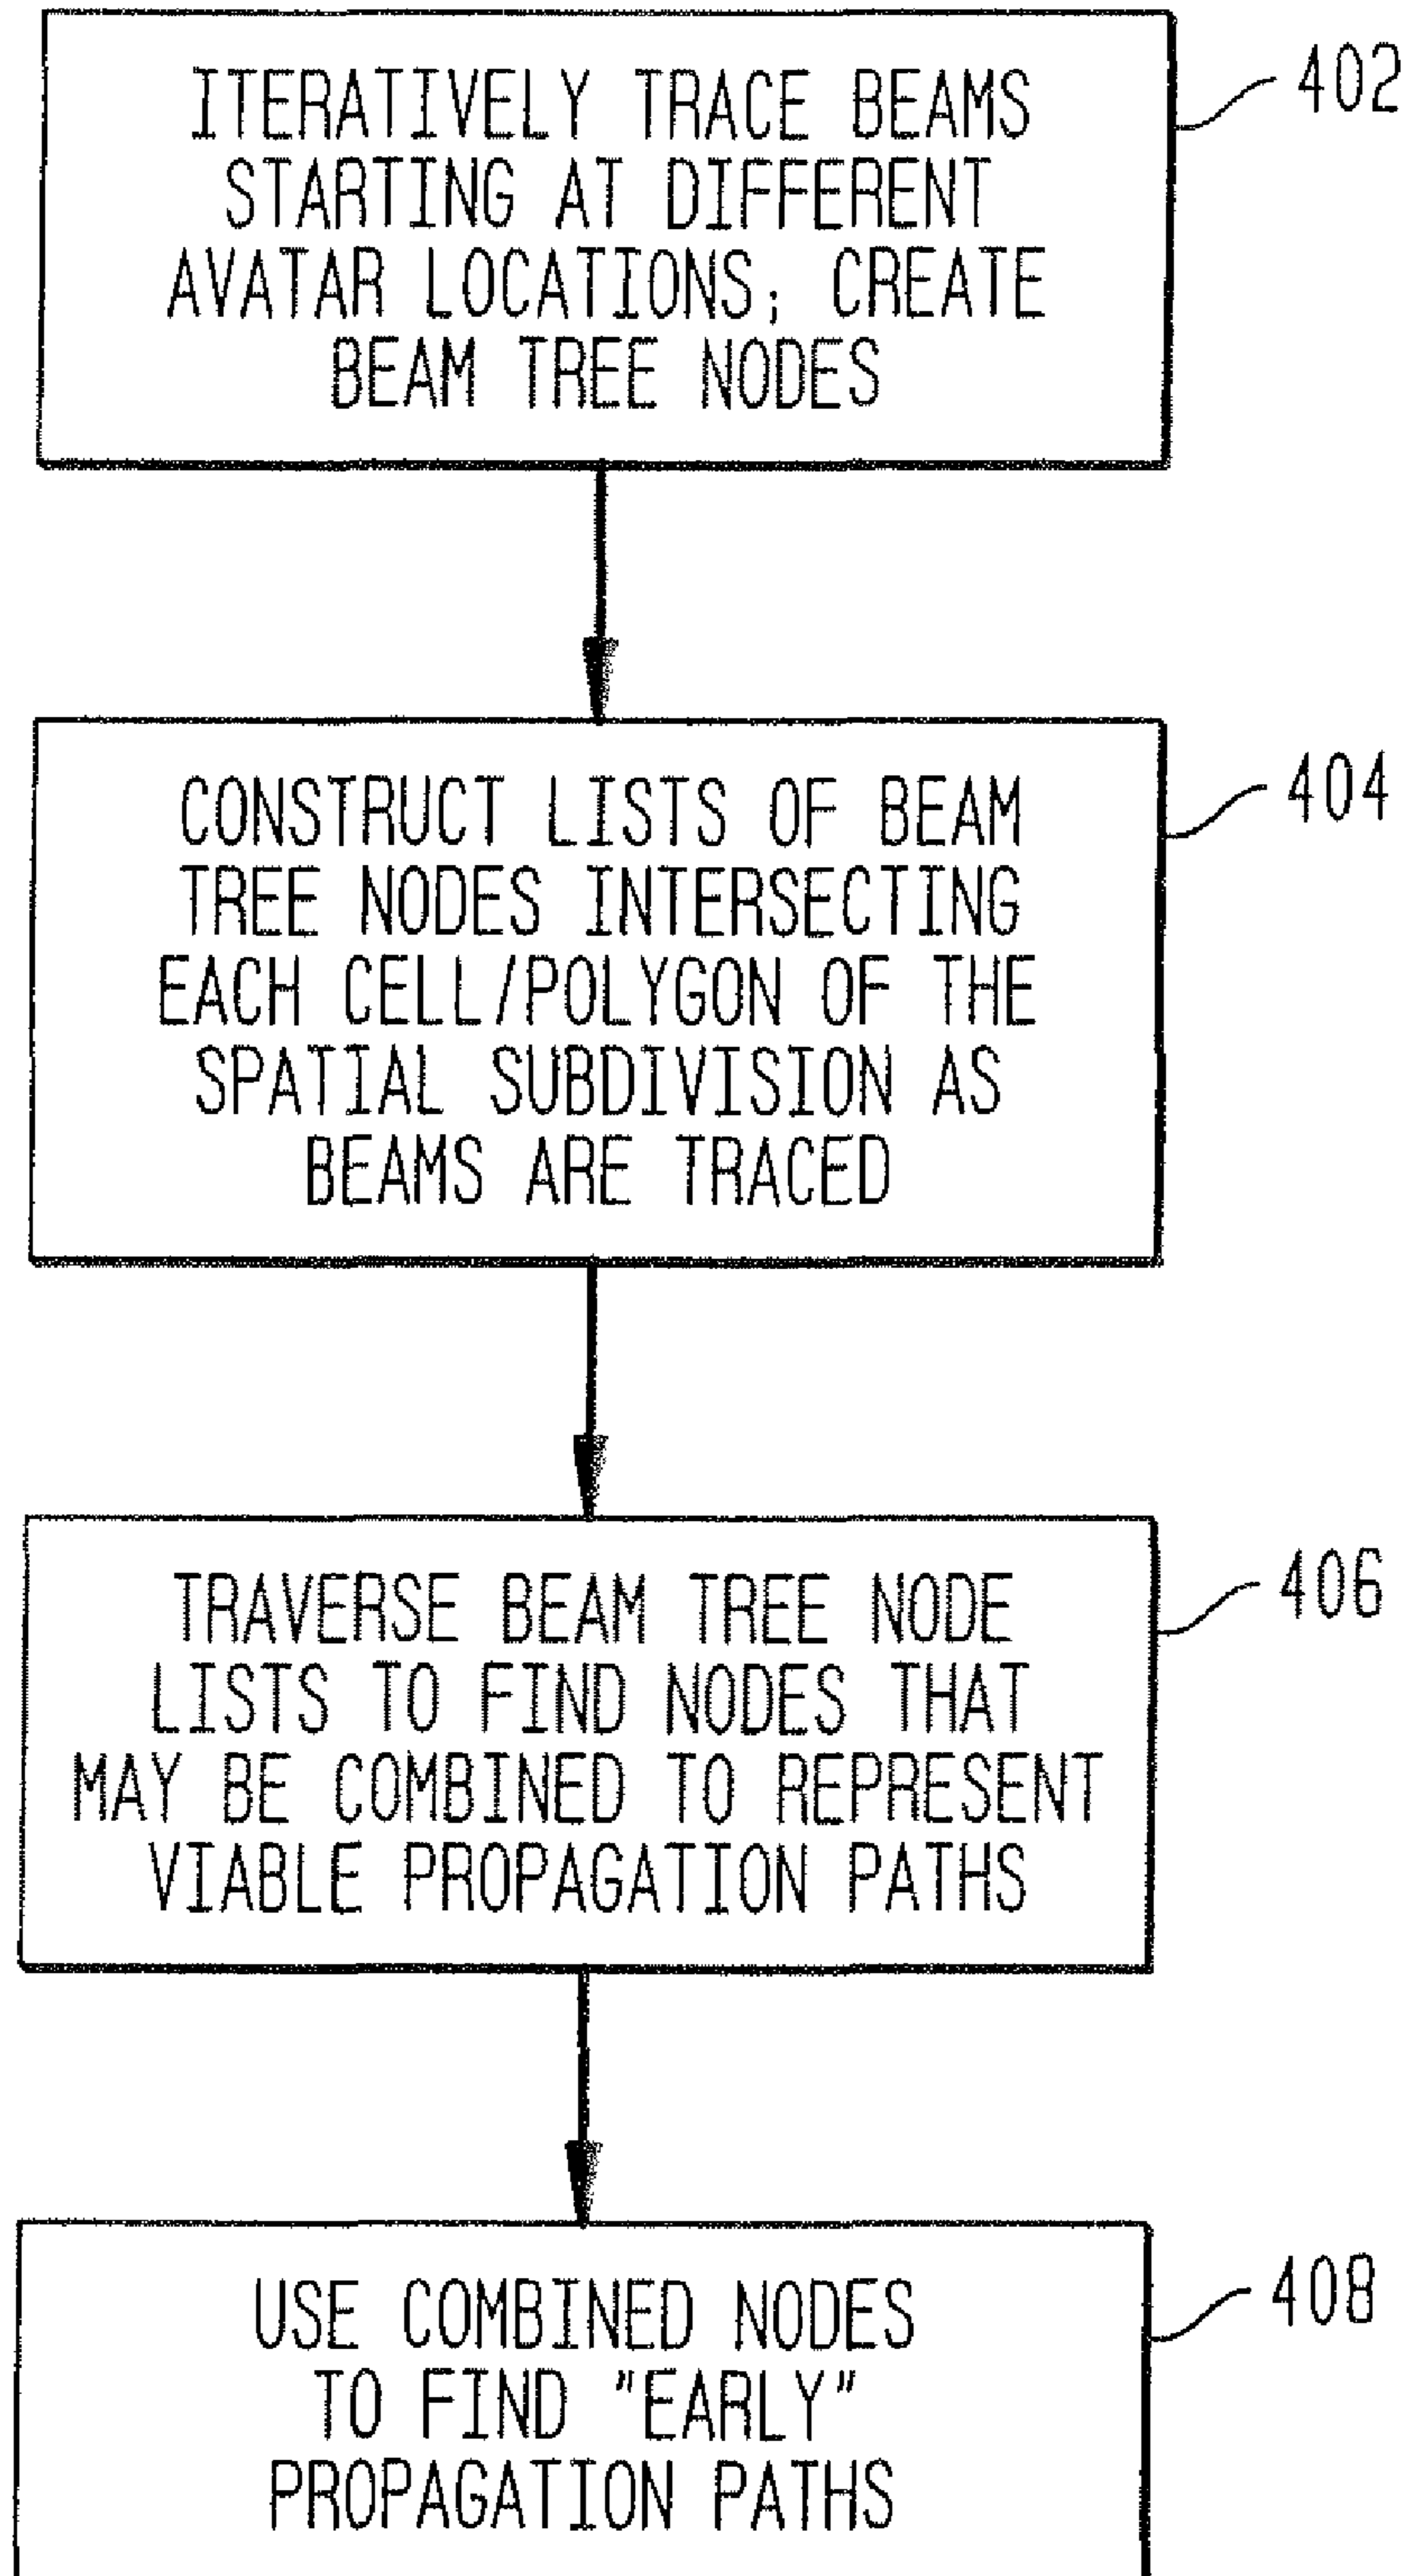 ITERATIVELY TRACE BEAMS
STARTING AT DIFFERENT
AVATAR LOCATIONS; CREATE
BEAM TREE NODES
402
CONSTRUCT LISTS OF BEAM
TREE NODES INTERSECTING
EACH CELL/POLYGON OF THE
SPATIAL SUBDIVISION AS
BEAMS ARE TRACED
404
TRAVERSE BEAM TREE NODE
LISTS TO FIND NODES THAT
MAY BE COMBINED TO REPRESENT
VIABLE PROPAGATION PATHS
406
USE COMBINED NODES
TO FIND "EARLY"
PROPAGATION PATHS
408